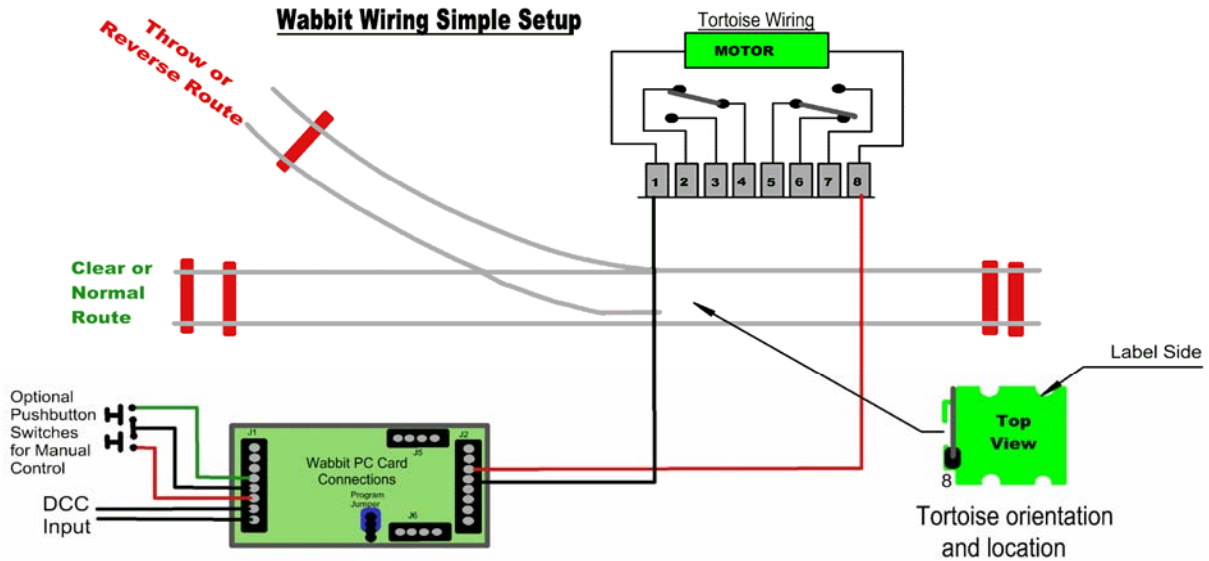 Wabbit Wiring Simple Setup
Throw or
Reverse Route
Tortoise Wiring
MOTOR
1 2 3 4 5 6 7 8
Clear or
Normal
Route
Label Side
Optional
Pushbutton
Switches
for Manual
Control
DCC
Input
J1
J5
J2
Wabbit PC Card
Connections
Program
Jumper
J6
Top
View
8
Tortoise orientation
and location